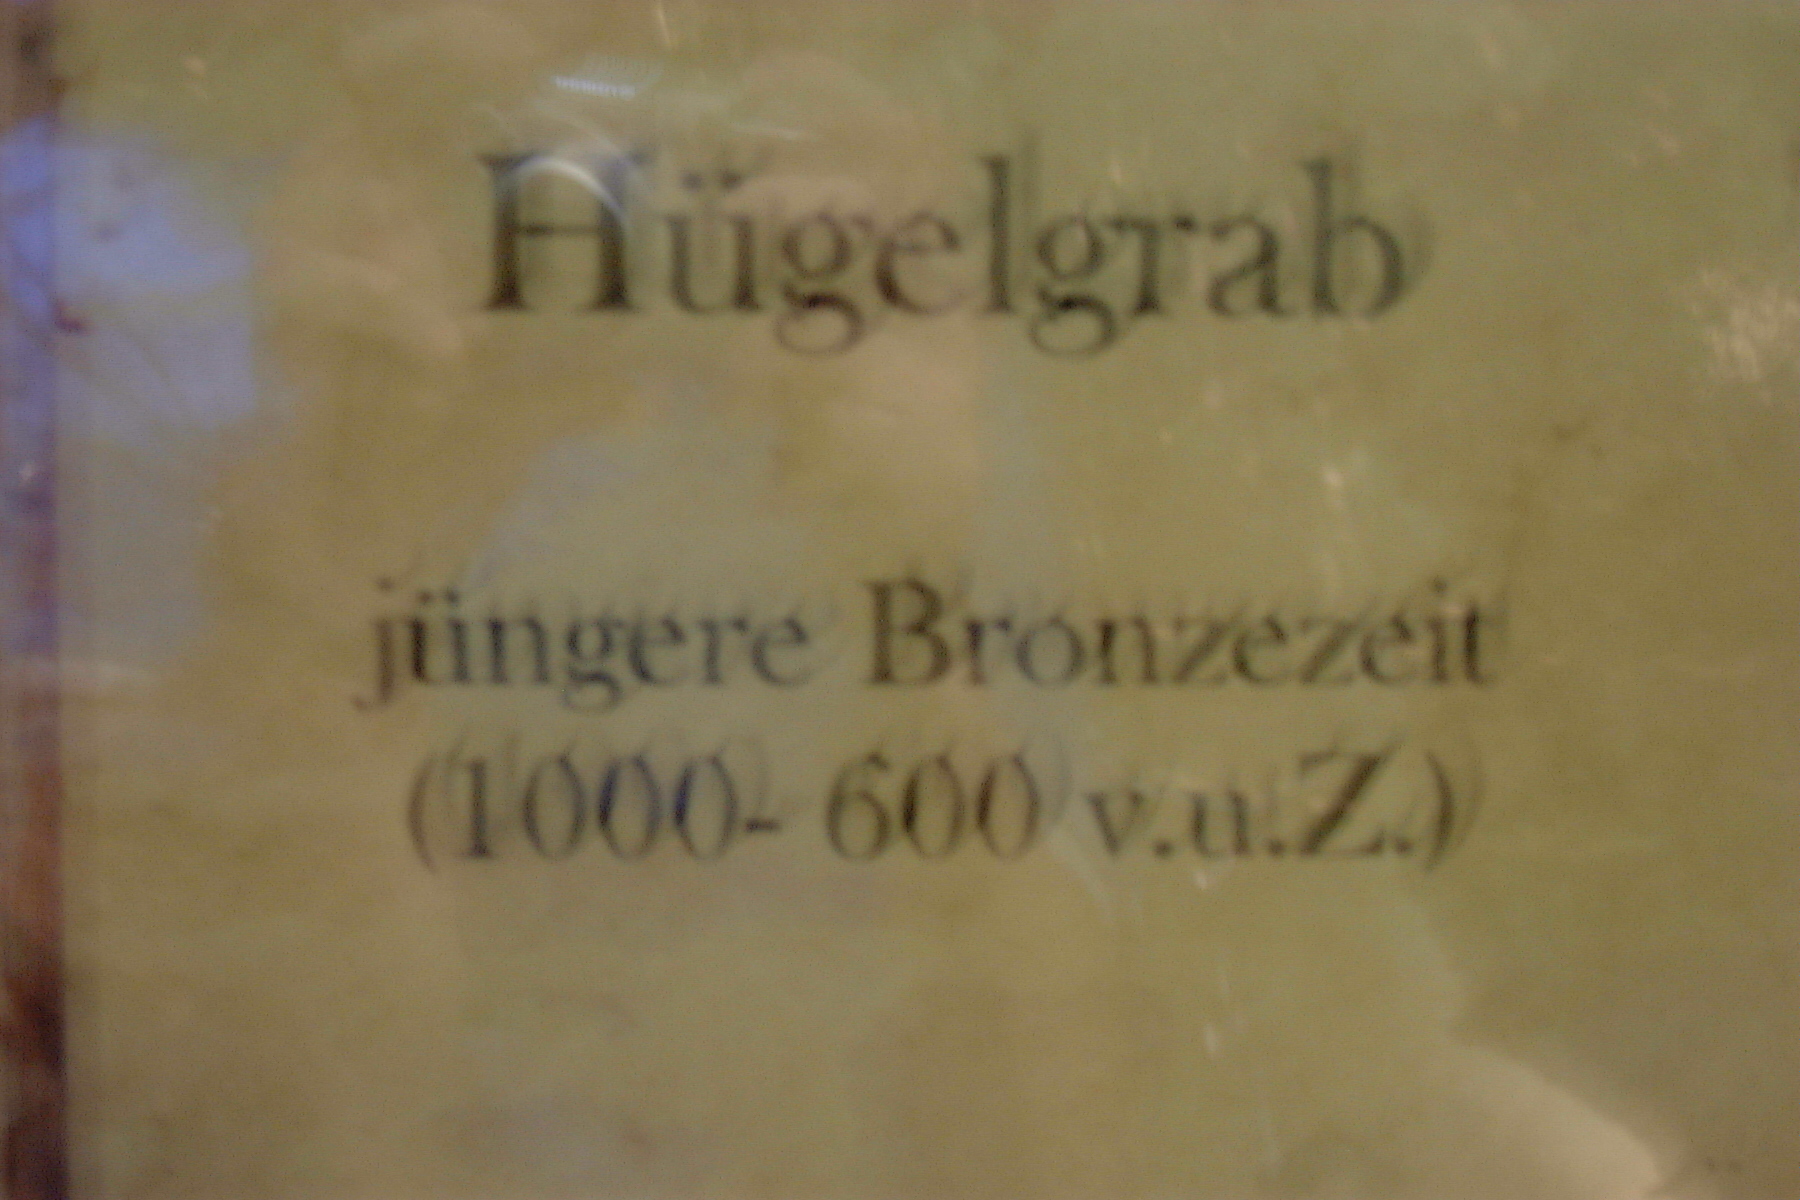 Hügelgrab
jüngere Bronzezeit
(1000- 600 v.u.Z.)